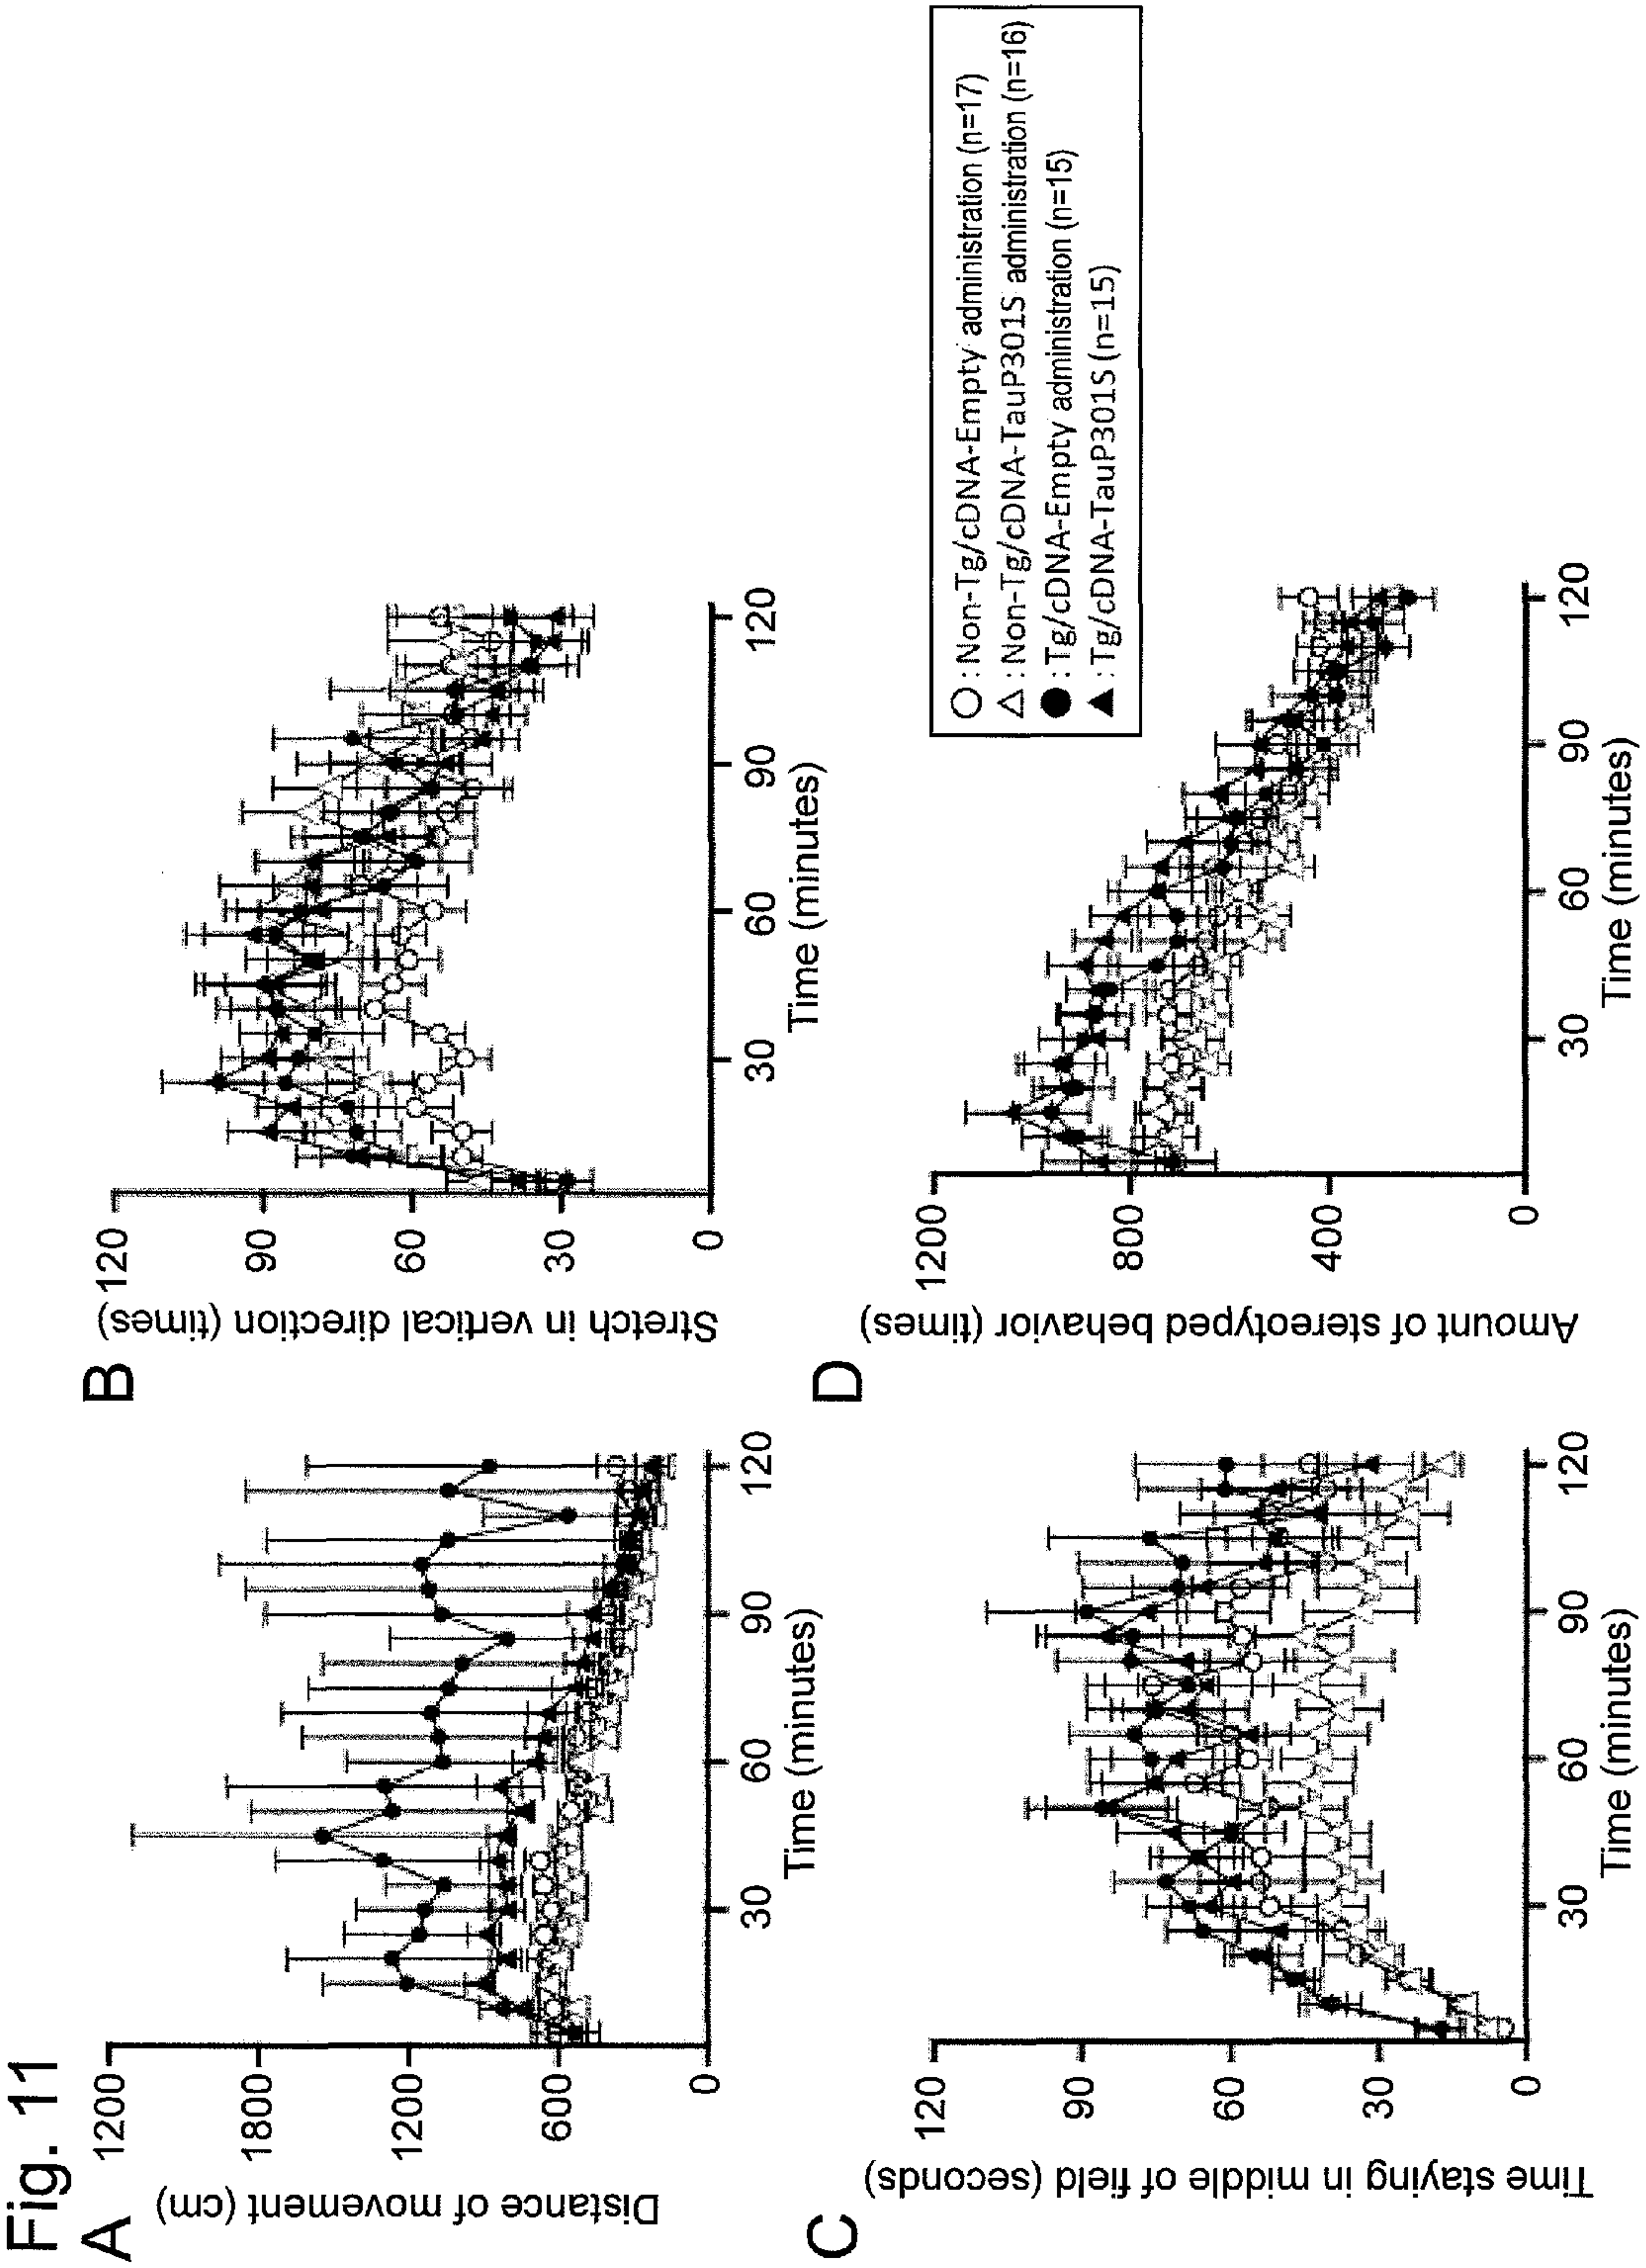 Fig. 11
A
Distance of movement (cm)
1200
1800
1200
600
0
30
60
90
120
Time (minutes)
B
Stretch in vertical direction (times)
120
90
60
30
0
30
60
90
120
Time (minutes)
C
Time staying in middle of field (seconds)
120
90
60
30
0
30
60
90
120
Time (minutes)
D
Amount of stereotyped behavior (times)
1200
800
400
0
30
60
90
120
Time (minutes)
○: Non-Tg/cDNA-Empty administration (n=17)
△: Non-Tg/cDNA-TauP301S administration (n=16)
●: Tg/cDNA-Empty administration (n=15)
▲: Tg/cDNA-TauP301S (n=15)